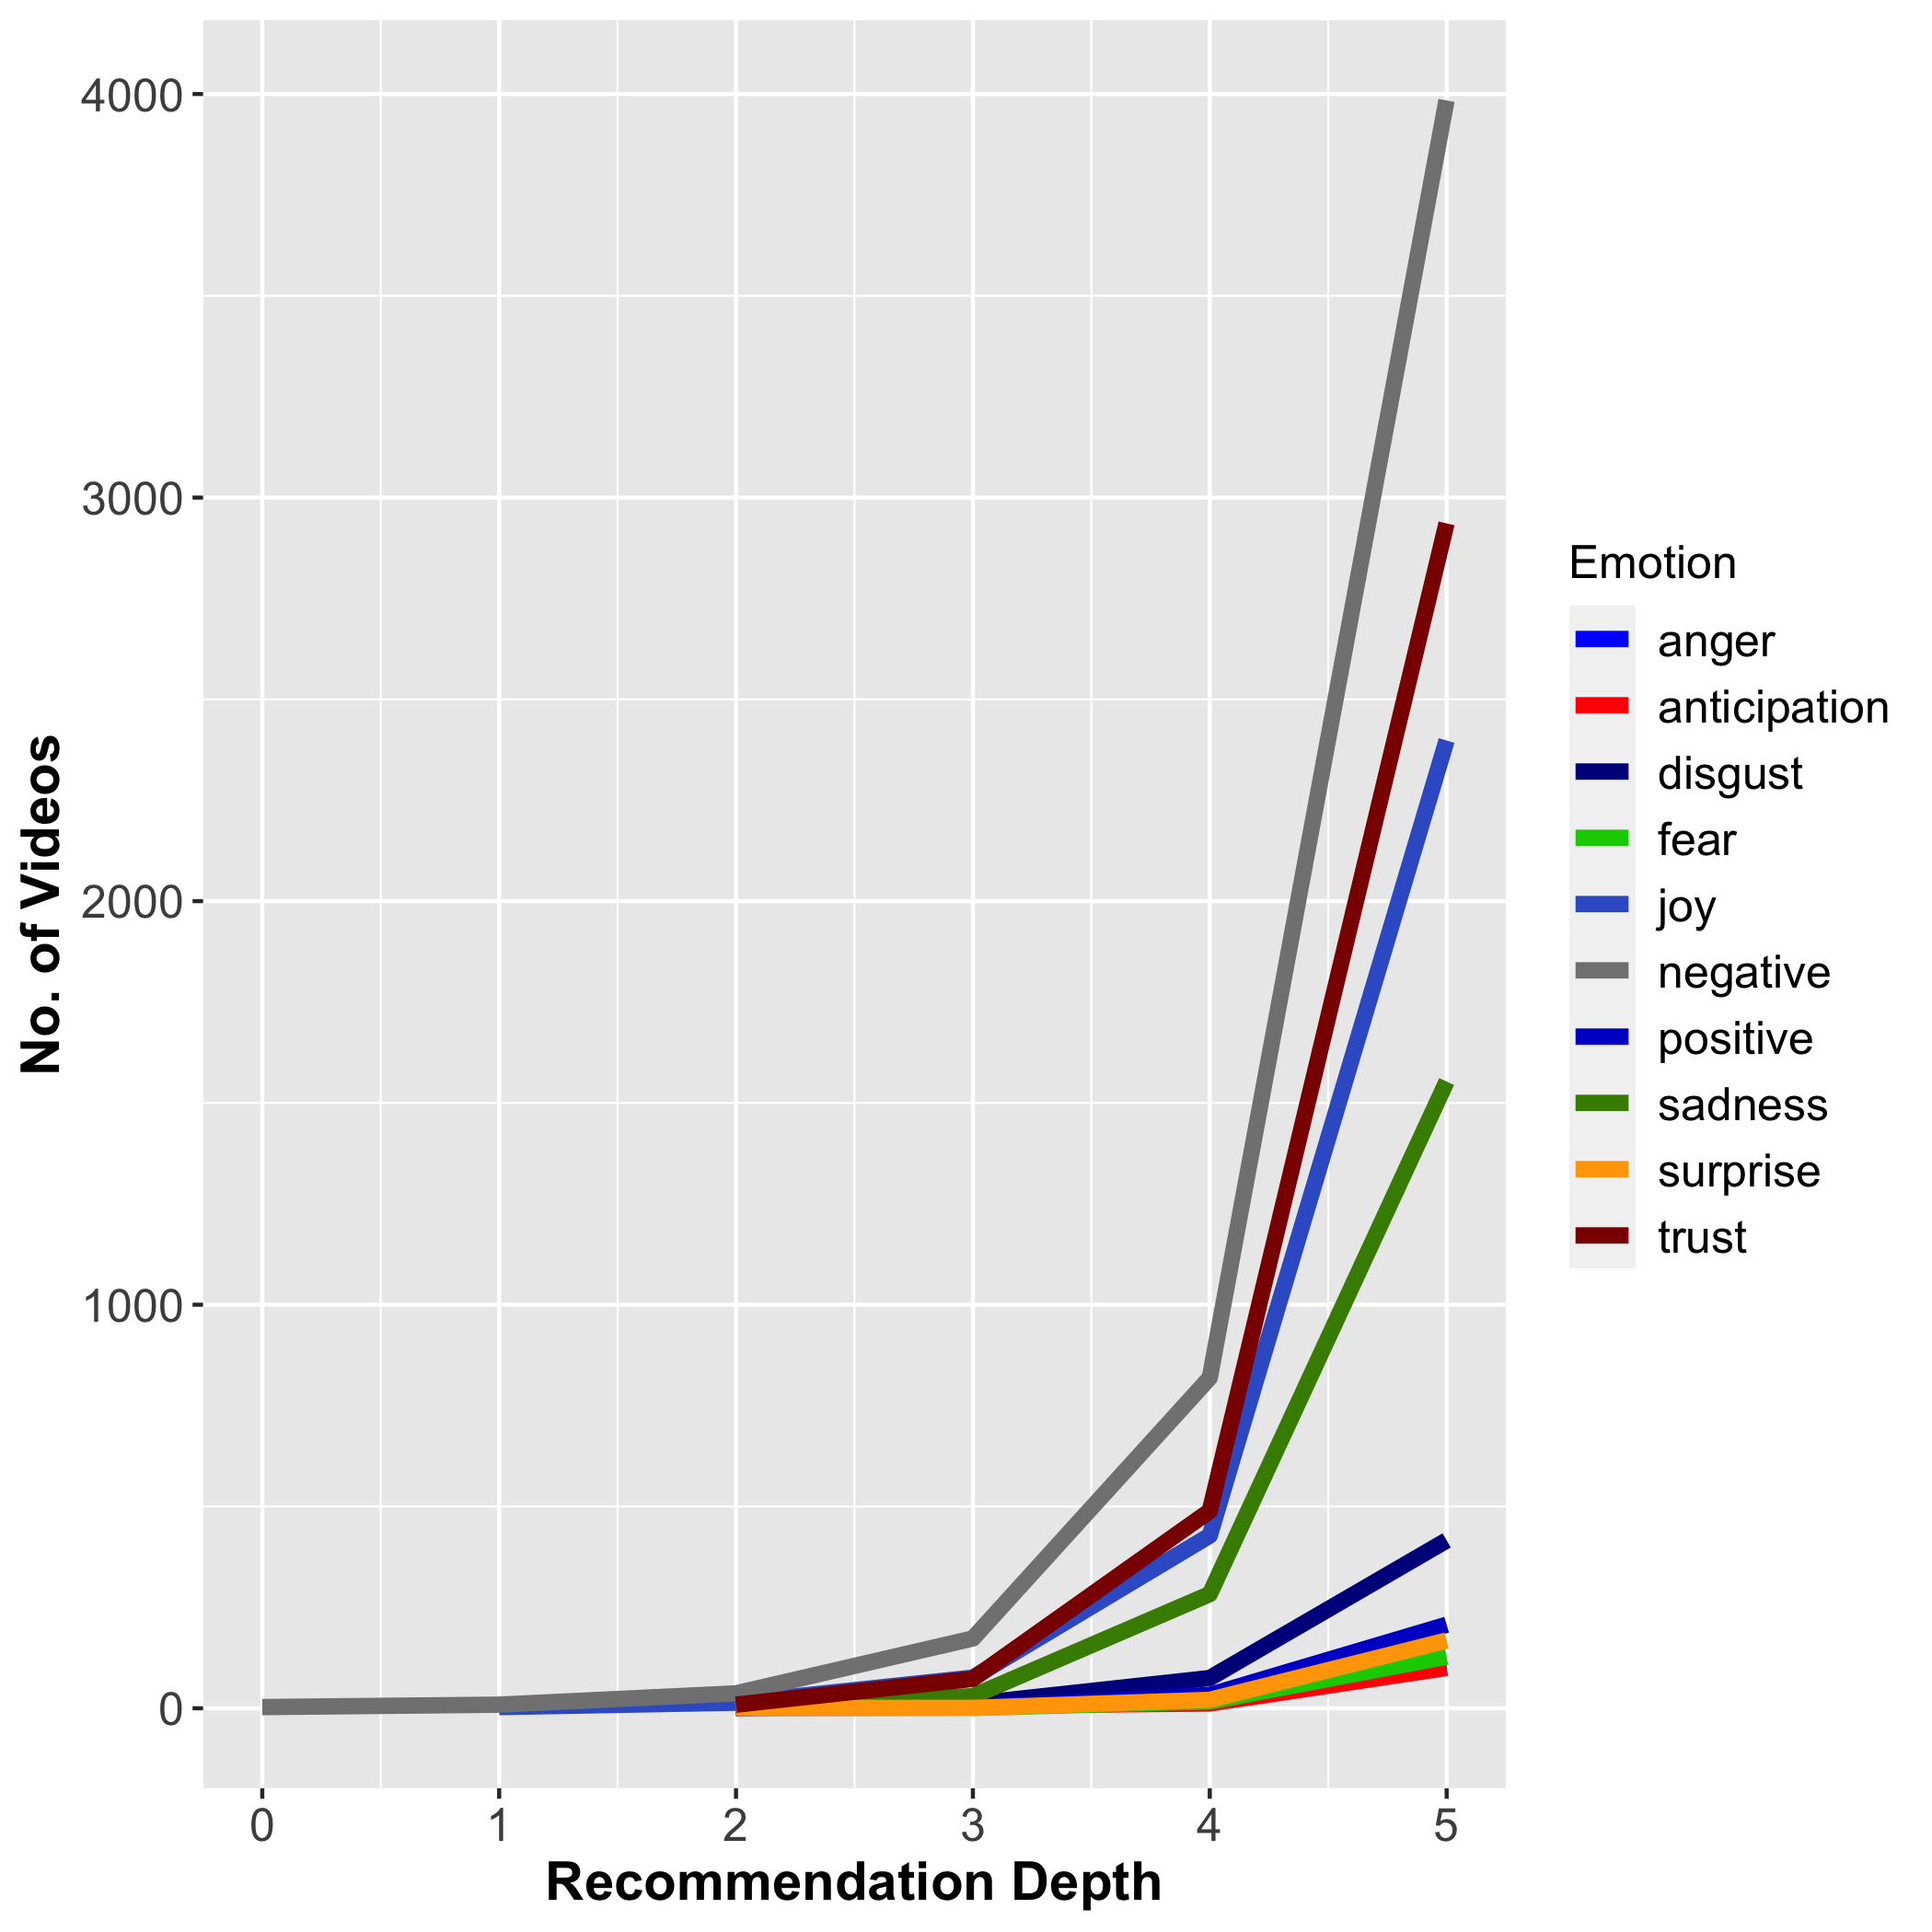 No. of Videos
4000
3000
2000
1000
0
0 1 2 3 4 5
Recommendation Depth
Emotion
anger
anticipation
disgust
fear
joy
negative
positive
sadness
surprise
trust